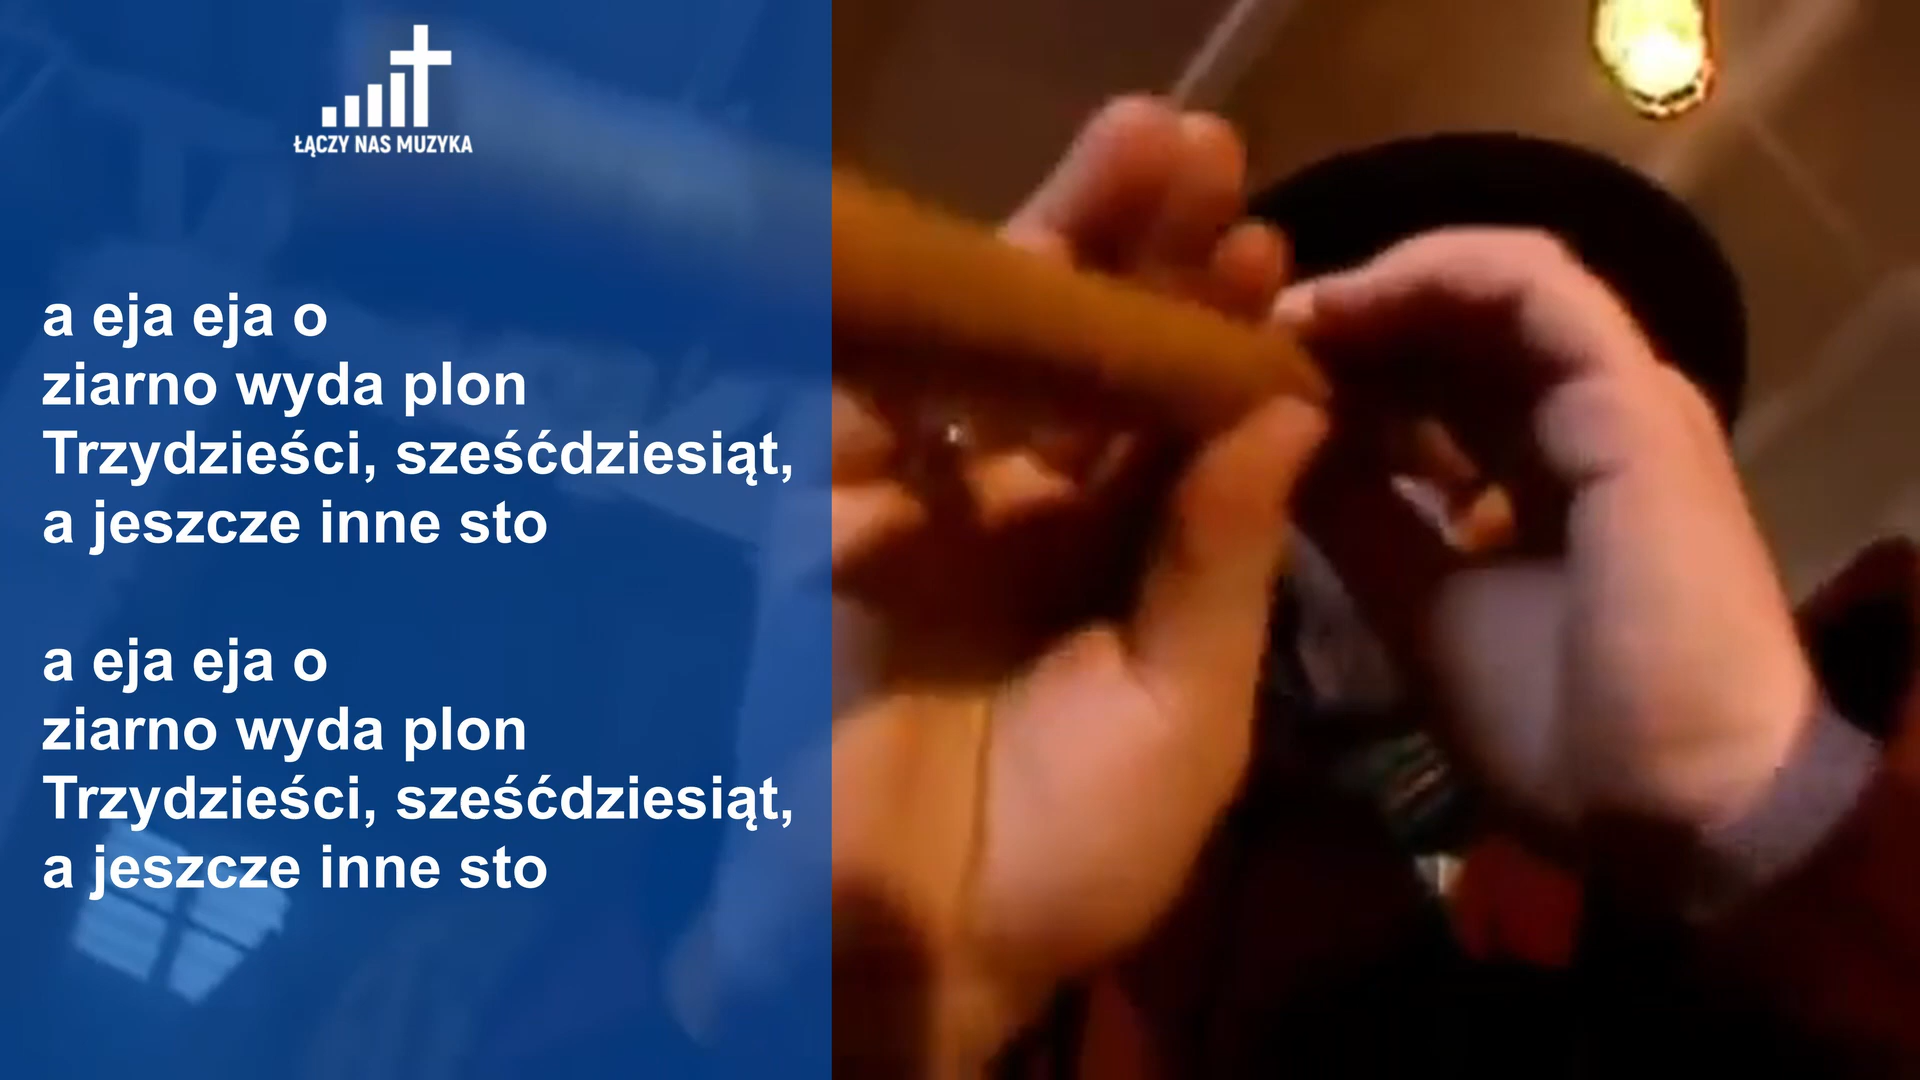 ŁĄCZY NAS MUZYKA
a eja eja o
ziarno wyda plon
Trzydzieści, sześćdziesiąt,
a jeszcze inne sto
a eja eja o
ziarno wyda plon
Trzydzieści, sześćdziesiąt,
a jeszcze inne sto